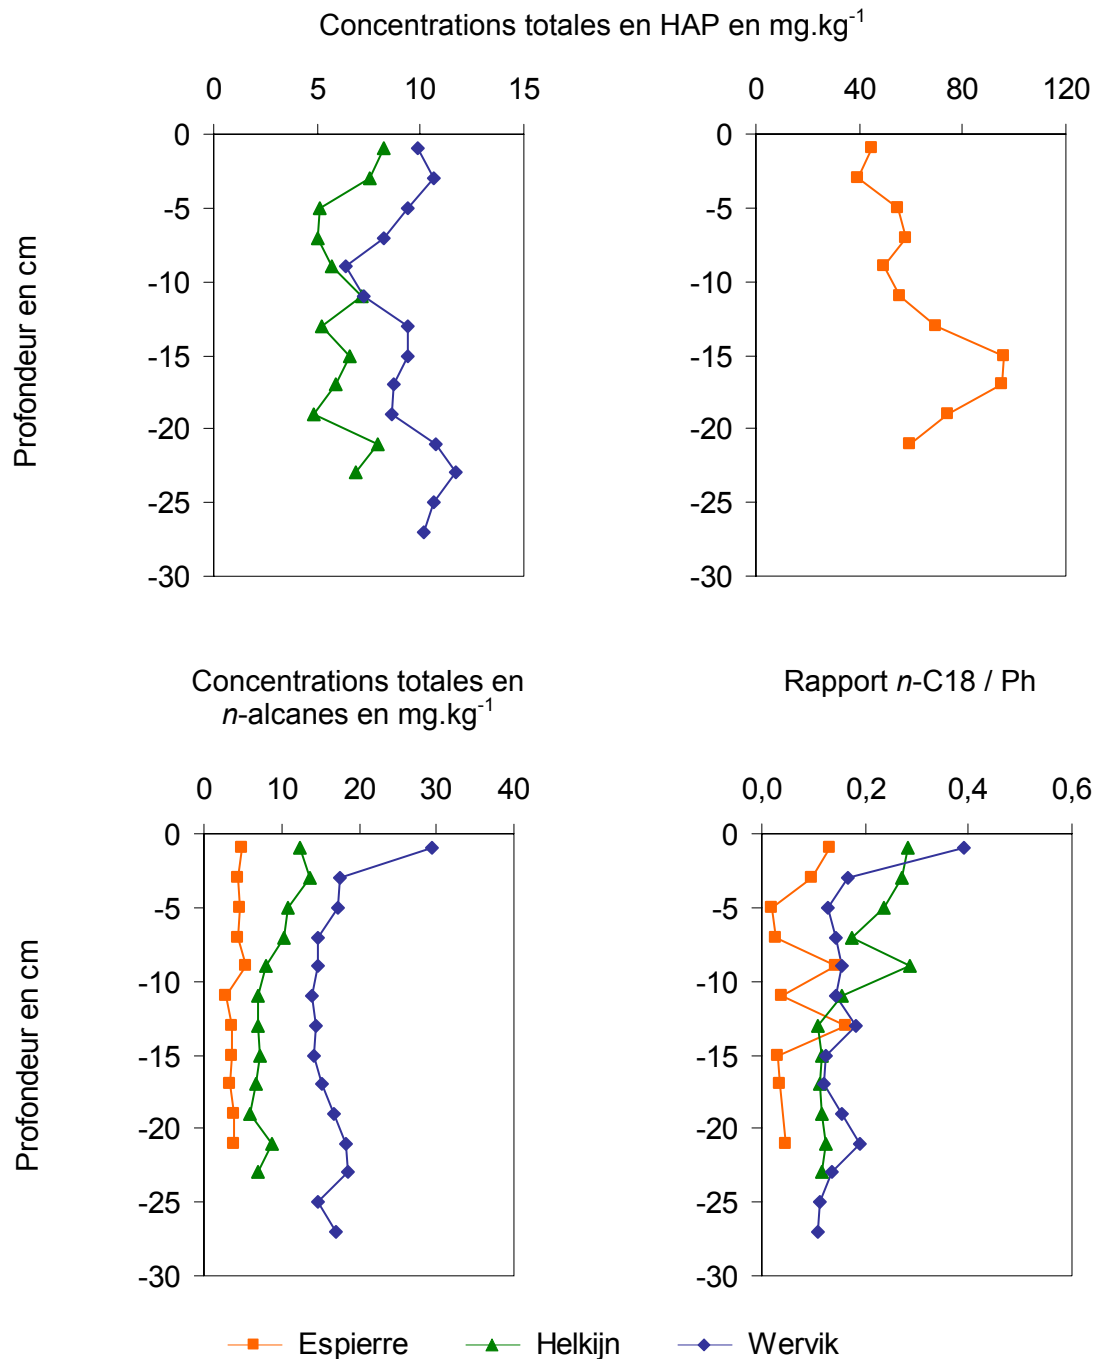 Concentrations totales en HAP en mg.kg-1
0 5 10 15
0 40 80 120
Profondeur en cm
0
-5
-10
-15
-20
-25
-30
0
-5
-10
-15
-20
-25
-30
Concentrations totales en
n-alcanes en mg.kg-1
Rapport n-C18 / Ph
0 10 20 30 40
0,0 0,2 0,4 0,6
Profondeur en cm
0
-5
-10
-15
-20
-25
-30
0
-5
-10
-15
-20
-25
-30
Espierre Helkijn Wervik